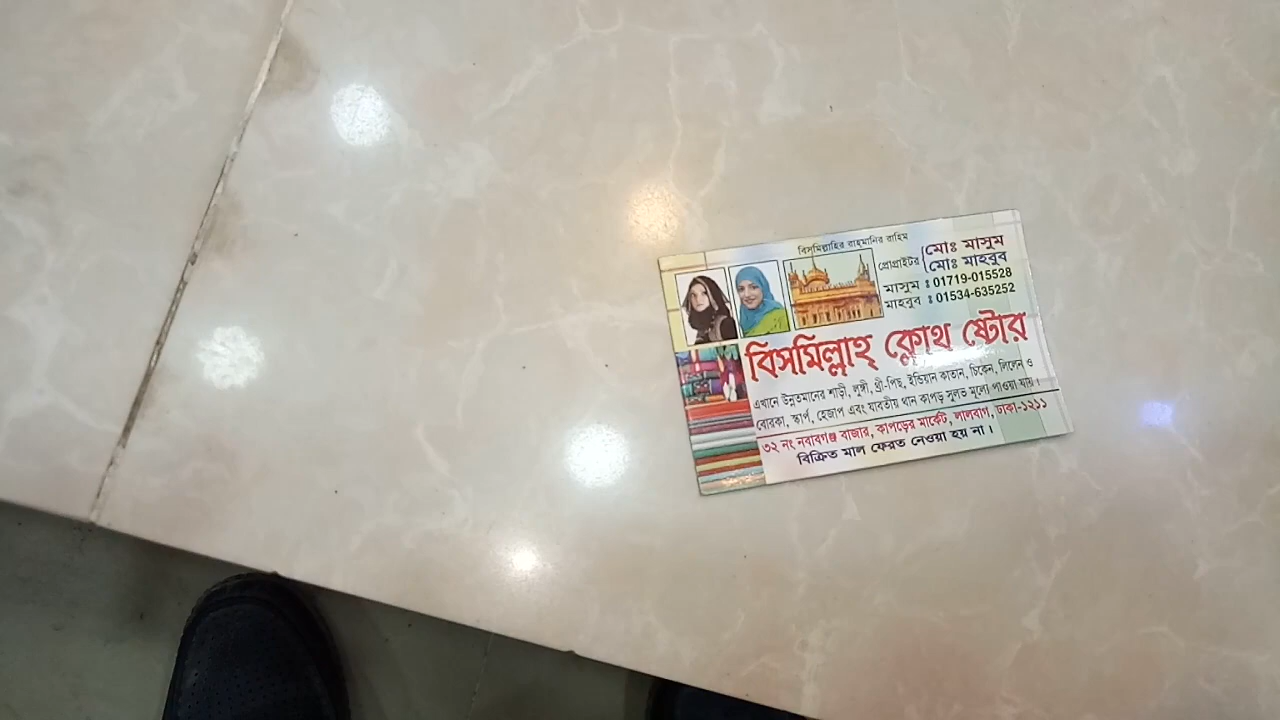 বিসমিল্লাহির রাহমানির রাহিম
প্রোপ্রাইটর
মোঃ মাসুম
মোঃ মাহবুব
মাসুম : 01719-015528
মাহবুব : 01534-635252
বিসমিল্লাহ্ ক্লোথ ষ্টোর
এখানে উন্নতমানের শাড়ী, লুঙ্গী, থ্রী-পিছ, ইন্ডিয়ান কাতান, চিকেন, লিলেন ও
বোরকা, স্কার্প, হেজাপ এবং যাবতীয় থান কাপড় সুলভ মূল্যে পাওয়া যায়।
৩২ নং নবাবগঞ্জ বাজার, কাপড়ের মার্কেট, লালবাগ, ঢাকা-১২১১
বিক্রিত মাল ফেরত নেওয়া হয় না।